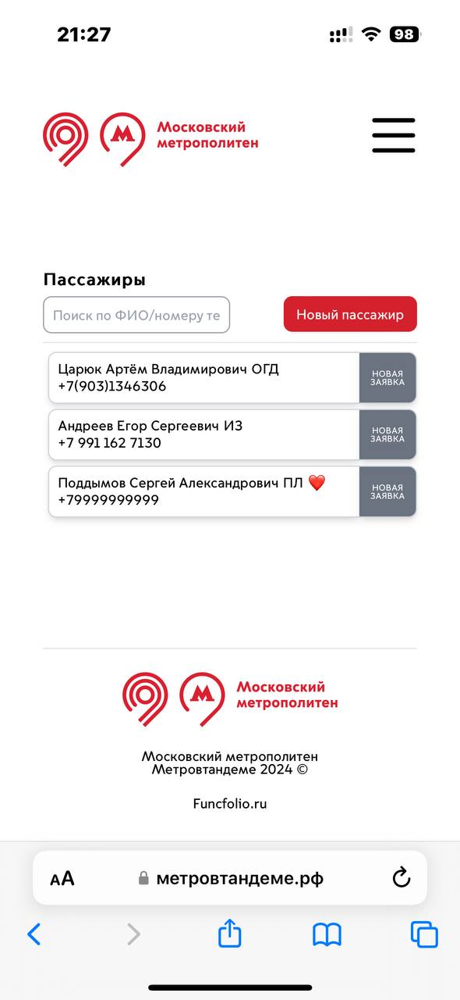 21:27
98
Московский
метрополитен
Пассажиры
Поиск по ФИО/номеру те
Новый пассажир
Царюк Артём Владимирович ОГД
+7(903)1346306
НОВАЯ
ЗАЯВКА
Андреев Егор Сергеевич ИЗ
+7 991 162 7130
НОВАЯ
ЗАЯВКА
Поддымов Сергей Александрович ПЛ ❤️
+79999999999
НОВАЯ
ЗАЯВКА
Московский
метрополитен
Московский метрополитен
Метровтандеме 2024 ©
Funcfolio.ru
AA
метровтандеме.рф